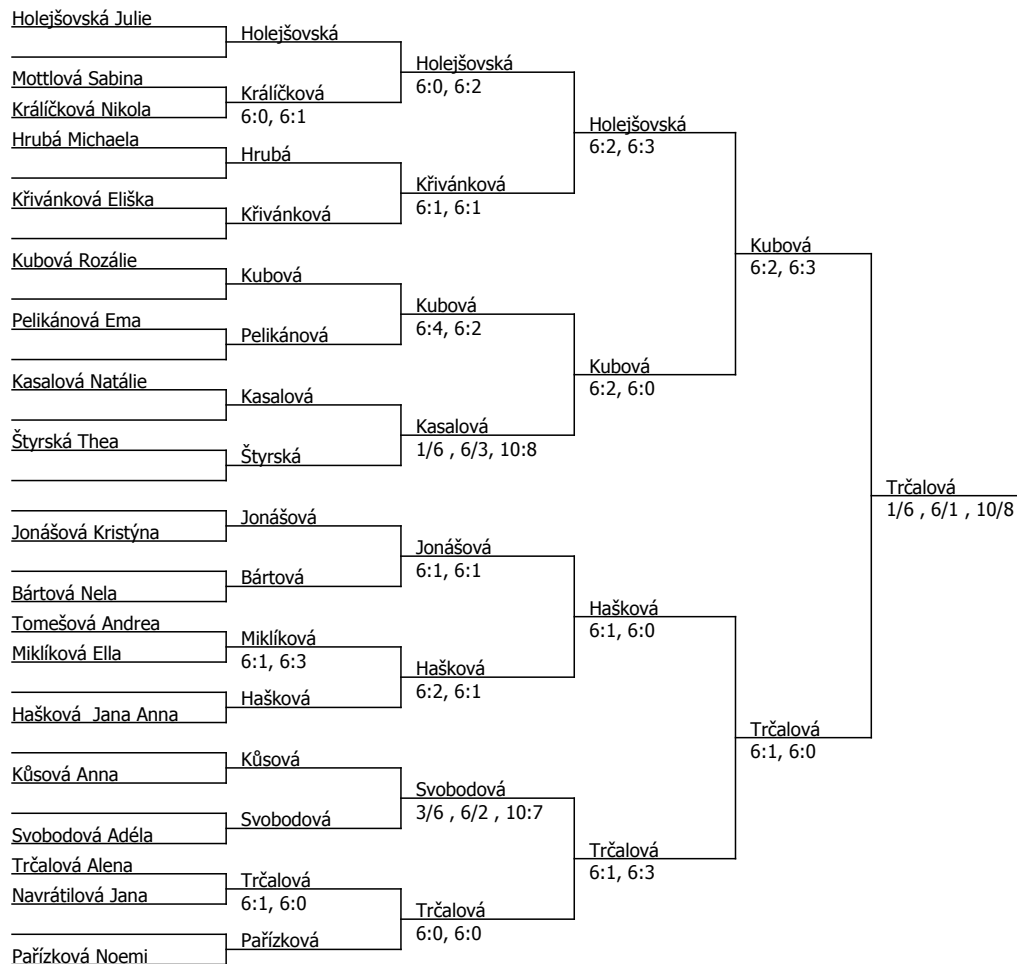 Holejšovská Julie
Mottlová Sabina
Králíčková Nikola
Hrubá Michaela
Křivánková Eliška
Kubová Rozálie
Pelikánová Ema
Kasalová Natálie
Štyrská Thea
Jonášová Kristýna
Bártová Nela
Tomešová Andrea
Miklíková Ella
Hašková  Jana Anna
Kůsová Anna
Svobodová Adéla
Trčalová Alena
Navrátilová Jana
Pařízková Noemi
Holejšovská
Králíčková
6:0, 6:1
Hrubá
Křivánková
Kubová
Pelikánová
Kasalová
Štyrská
Jonášová
Bártová
Miklíková
6:1, 6:3
Hašková
Kůsová
Svobodová
Trčalová
6:1, 6:0
Pařízková
Holejšovská
6:0, 6:2
Křivánková
6:1, 6:1
Kubová
6:4, 6:2
Kasalová
1/6 , 6/3, 10:8
Jonášová
6:1, 6:1
Hašková
6:2, 6:1
Svobodová
3/6 , 6/2 , 10:7
Trčalová
6:0, 6:0
Holejšovská
6:2, 6:3
Kubová
6:2, 6:0
Hašková
6:1, 6:0
Trčalová
6:1, 6:3
Kubová
6:2, 6:3
Trčalová
6:1, 6:0
Trčalová
1/6 , 6/1 , 10/8